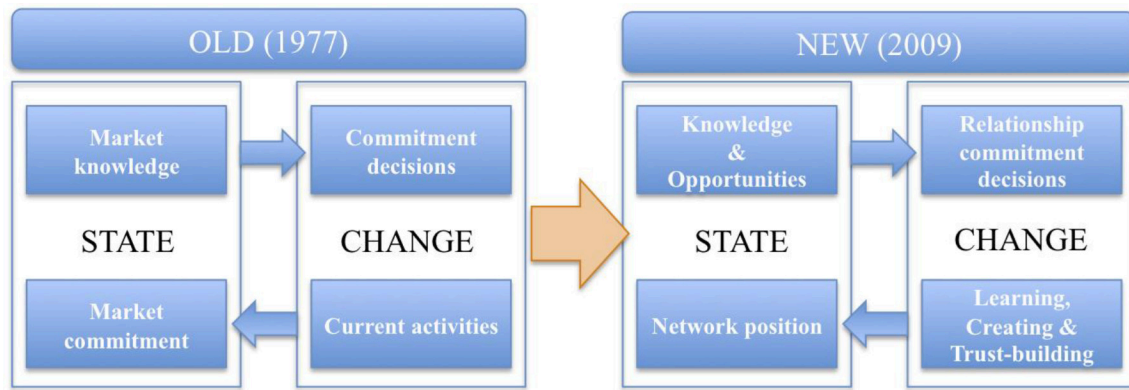 OLD (1977)
Market
knowledge
Commitment
decisions
STATE
CHANGE
Market
commitment
Current activities
NEW (2009)
Knowledge
&
Opportunities
Relationship
commitment
decisions
STATE
CHANGE
Network position
Learning,
Creating &
Trust-building